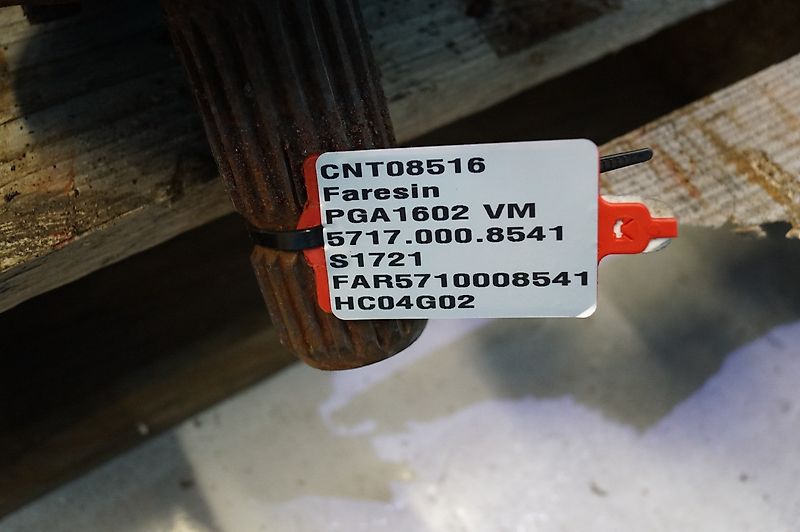 CNT08516
Faresin
PGA1602 VM
5717.000.8541
S1721
FAR5710008541
HC04G02